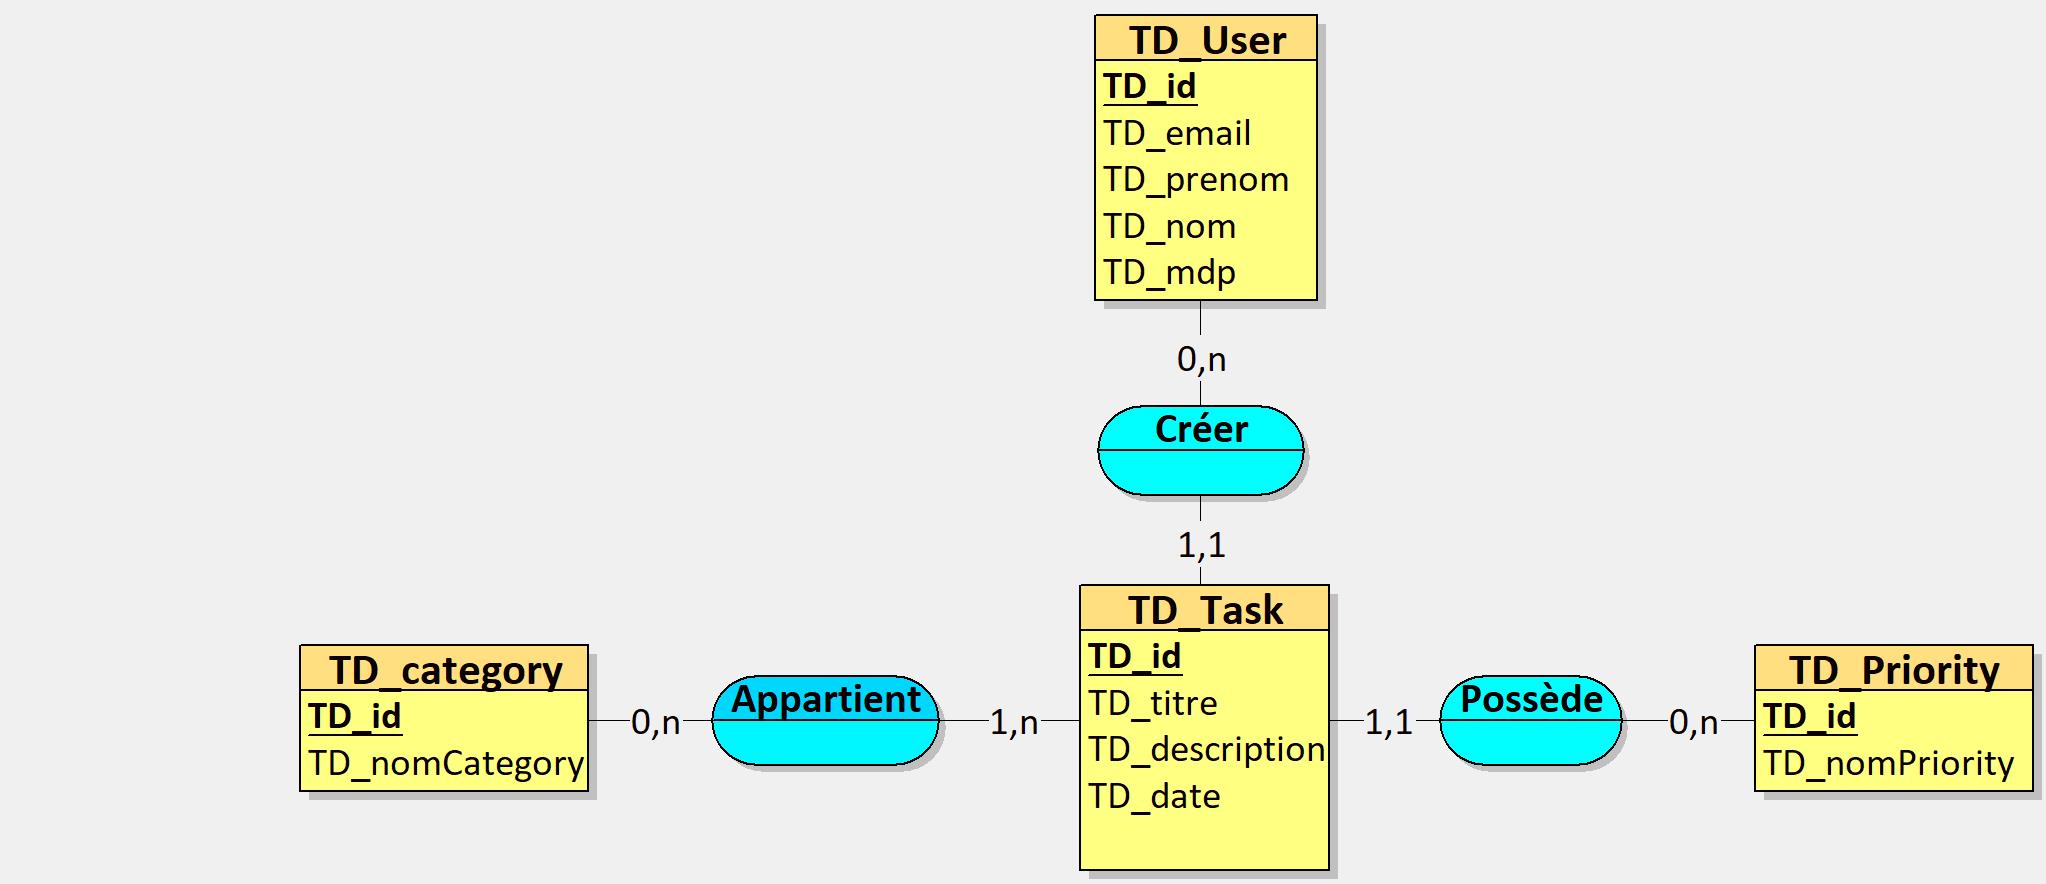 TD_User
TD_id
TD_email
TD_prenom
TD_nom
TD_mdp
0,n
Créer
1,1
TD_category
TD_id
TD_nomCategory
0,n
Appartient
1,n
TD_Task
TD_id
TD_titre
TD_description
TD_date
1,1
Possède
0,n
TD_Priority
TD_id
TD_nomPriority